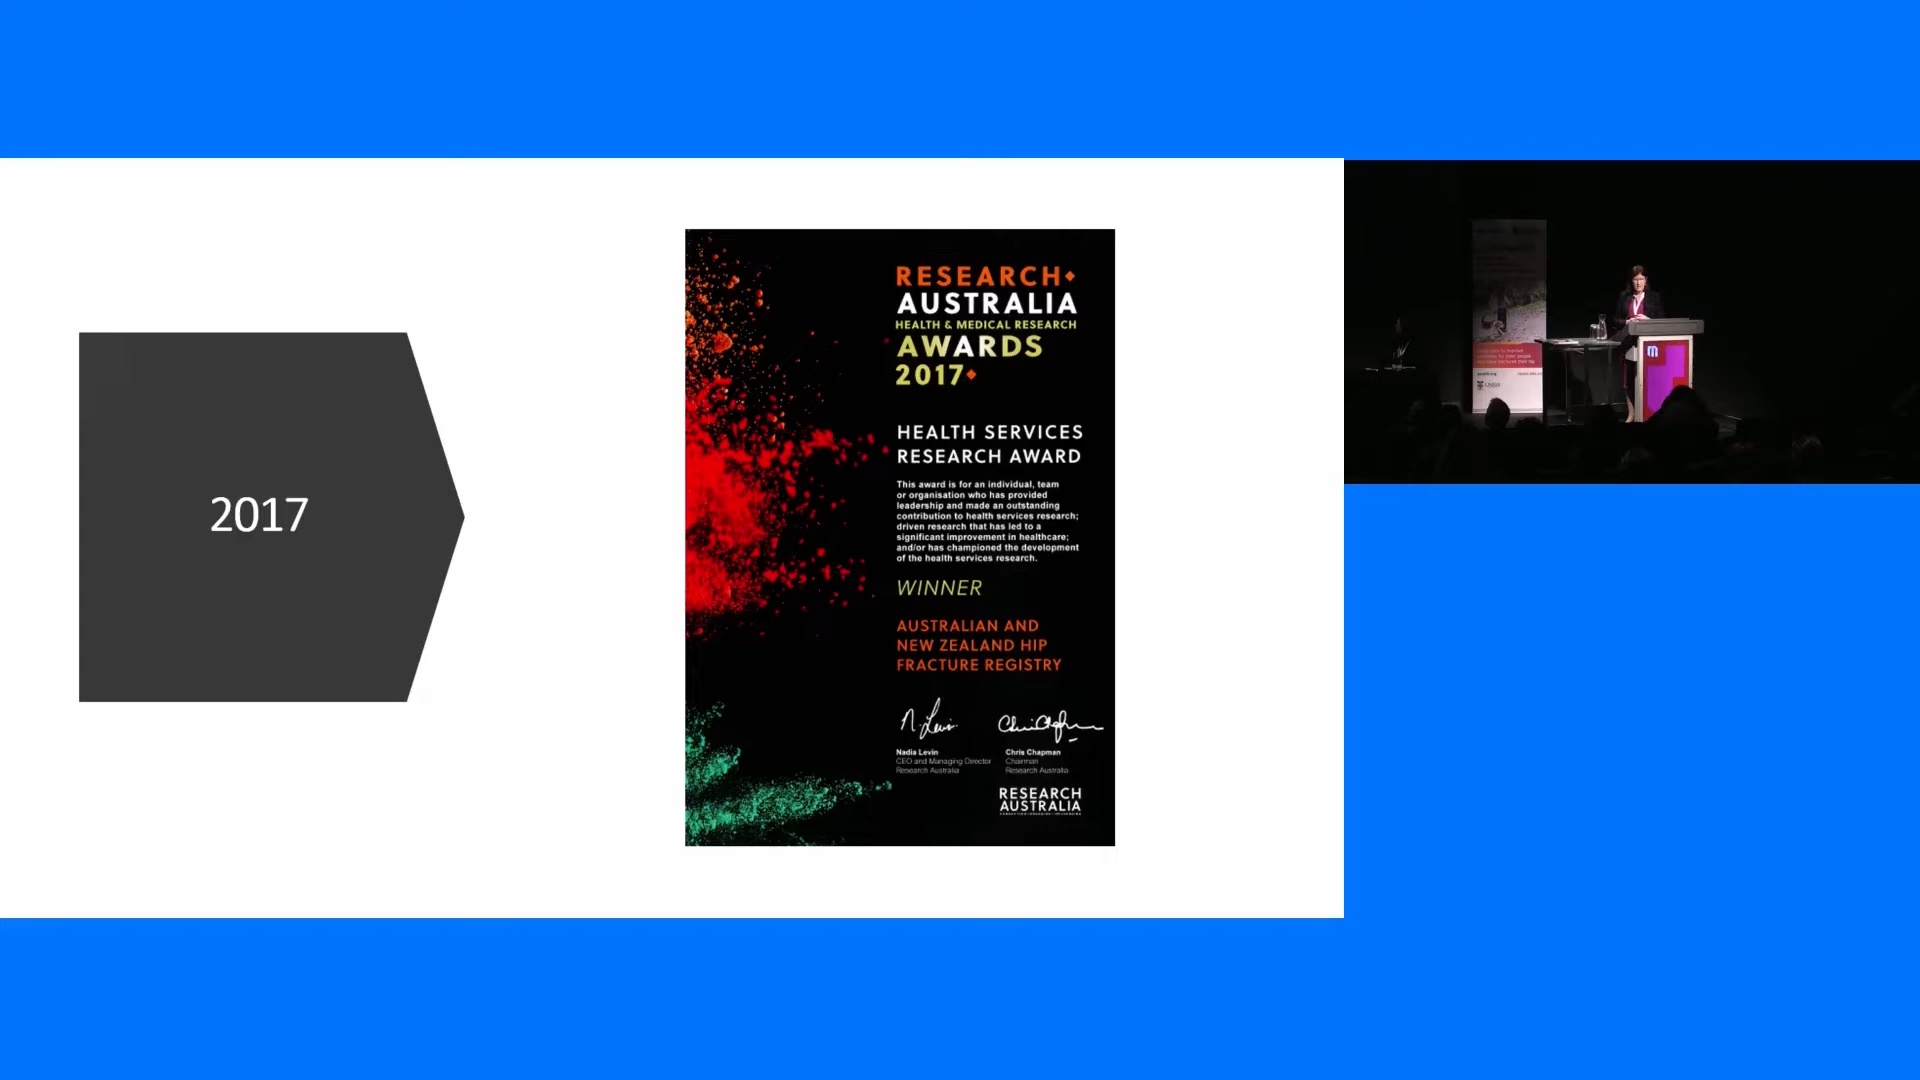 2017
RESEARCH
AUSTRALIA
HEALTH & MEDICAL RESEARCH
AWARDS
2017
HEALTH SERVICES
RESEARCH AWARD
This award is for an individual, team
or organisation who has provided
leadership and made an outstanding
contribution to health services research;
driven research that has led to a
significant improvement in healthcare;
and/or has championed the development
of the health services research.
WINNER
AUSTRALIAN AND
NEW ZEALAND HIP
FRACTURE REGISTRY
Nadia Levin
CEO and Managing Director
Research Australia
Chris Chapman
Chairman
Research Australia
RESEARCH
AUSTRALIA
m
UNSW